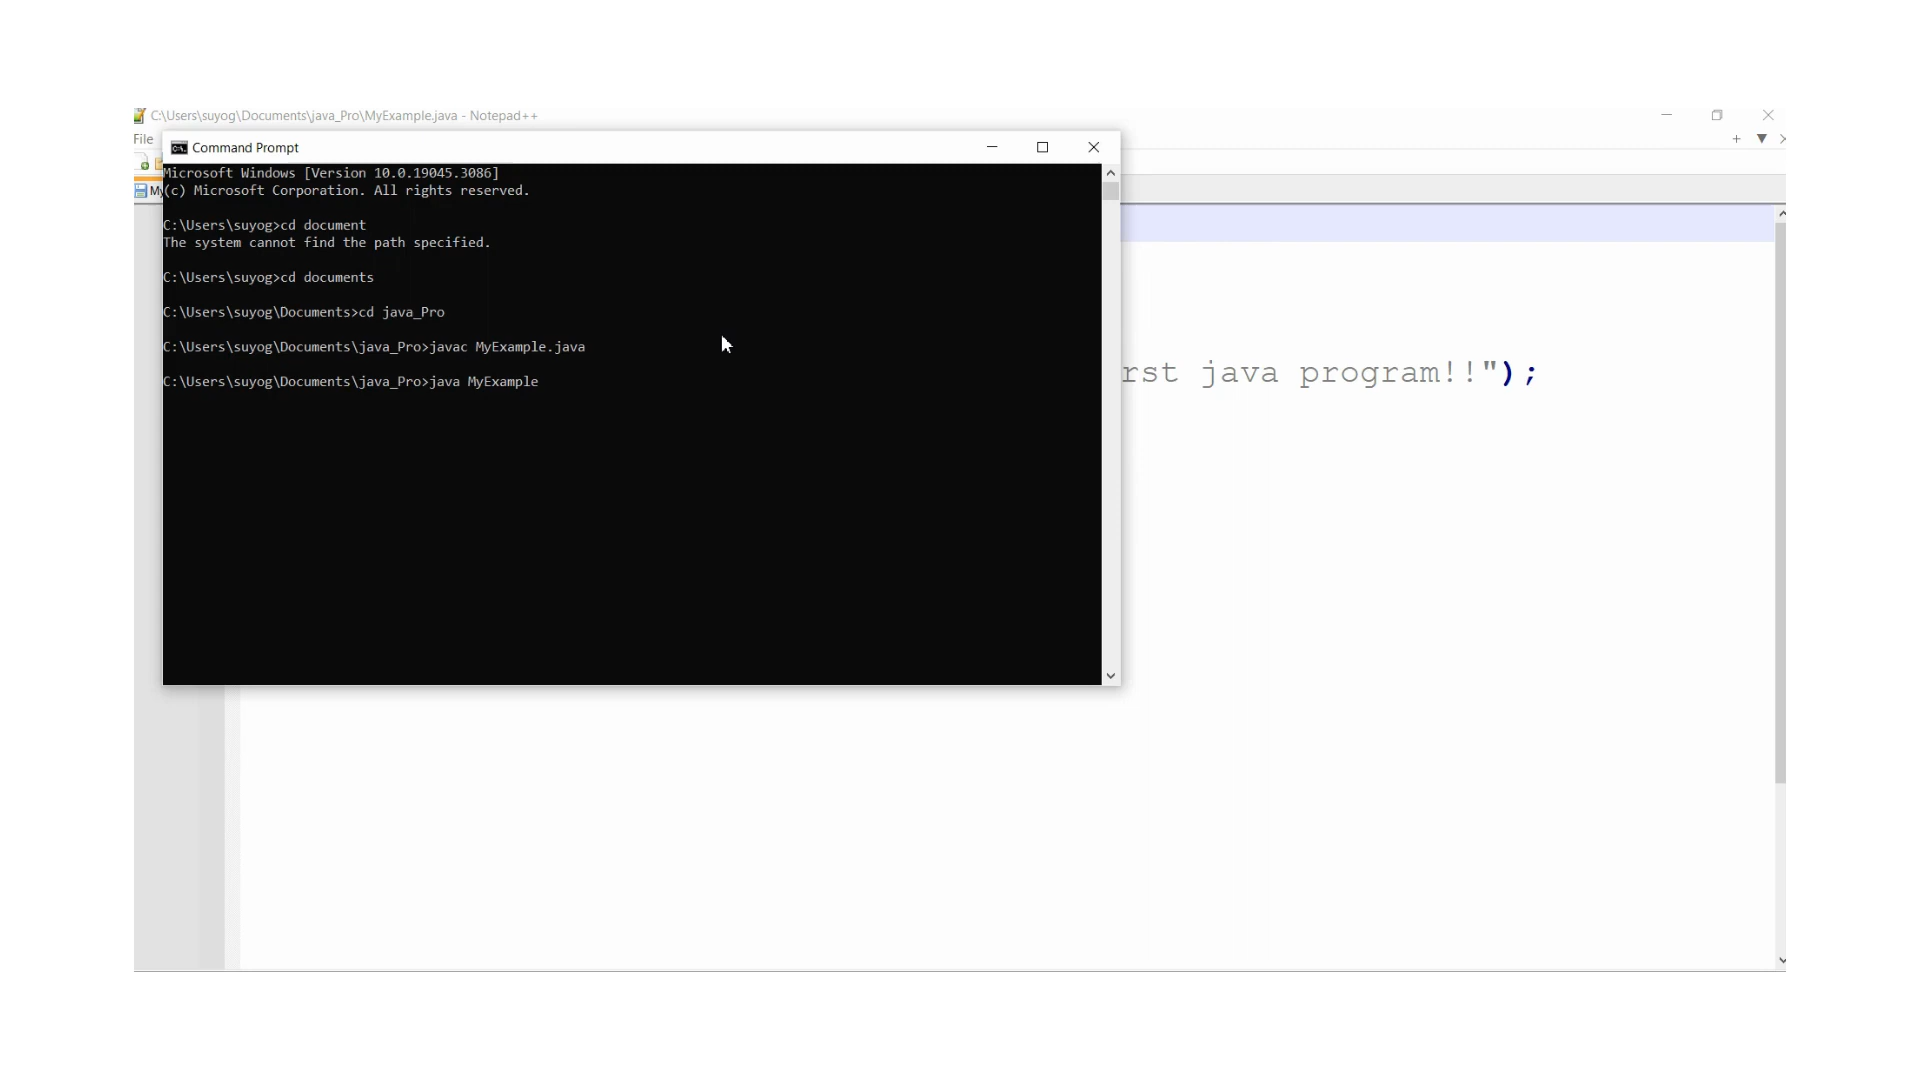 C:\Users\suyog\Documents\java_Pro\MyExample.java - Notepad++
File
Command Prompt
My
Microsoft Windows [Version 10.0.19045.3086]
(c) Microsoft Corporation. All rights reserved.
C:\Users\suyog>cd document
The system cannot find the path specified.
C:\Users\suyog>cd documents
C:\Users\suyog\Documents>cd java_Pro
C:\Users\suyog\Documents\java_Pro>javac MyExample.java
rst java program!!");
C:\Users\suyog\Documents\java_Pro>java MyExample